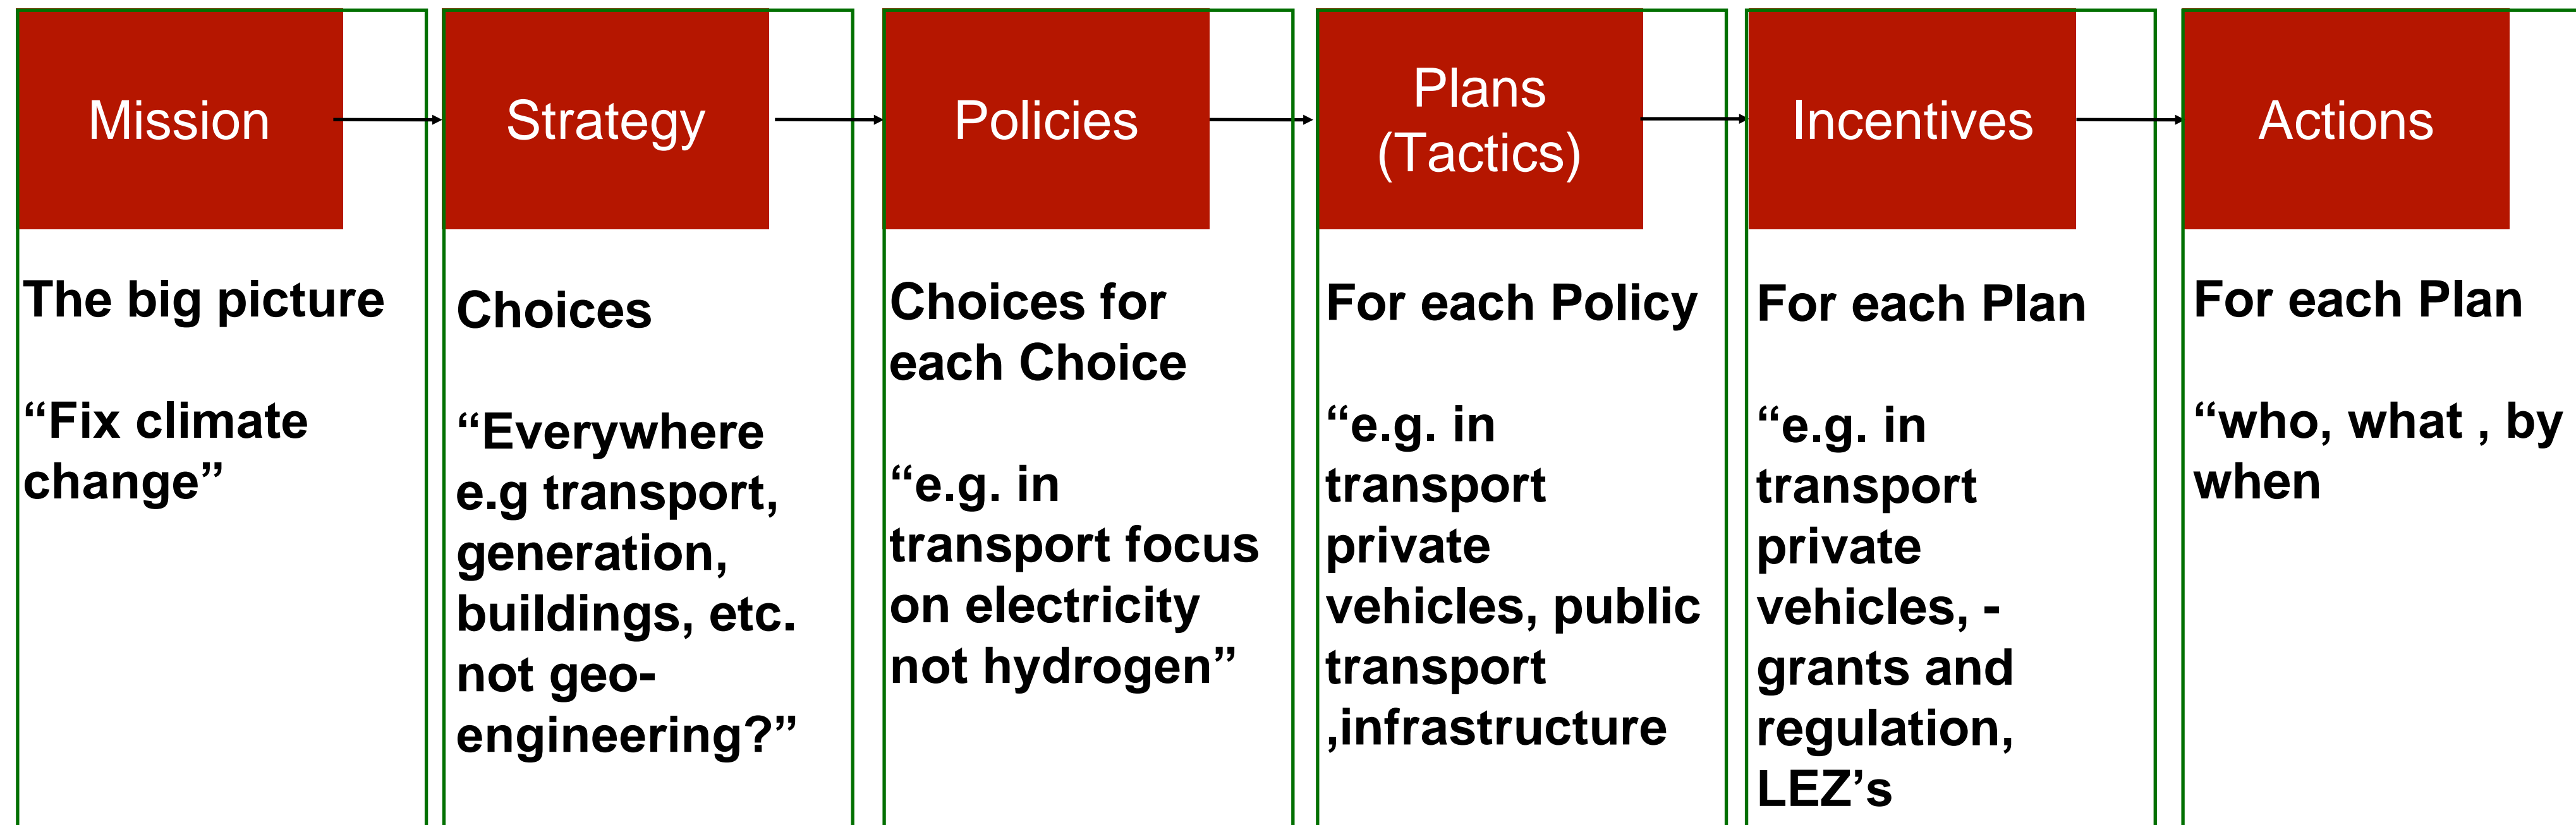 Mission
The big picture
“Fix climate
change”
Strategy
Choices
“Everywhere
e.g transport,
generation,
buildings, etc.
not geo-
engineering?”
Policies
Choices for
each Choice
“e.g. in
transport focus
on electricity
not hydrogen”
Plans
(Tactics)
For each Policy
“e.g. in
transport
private
vehicles, public
transport
,infrastructure
Incentives
For each Plan
“e.g. in
transport
private
vehicles, -
grants and
regulation,
LEZ’s
Actions
For each Plan
“who, what , by
when